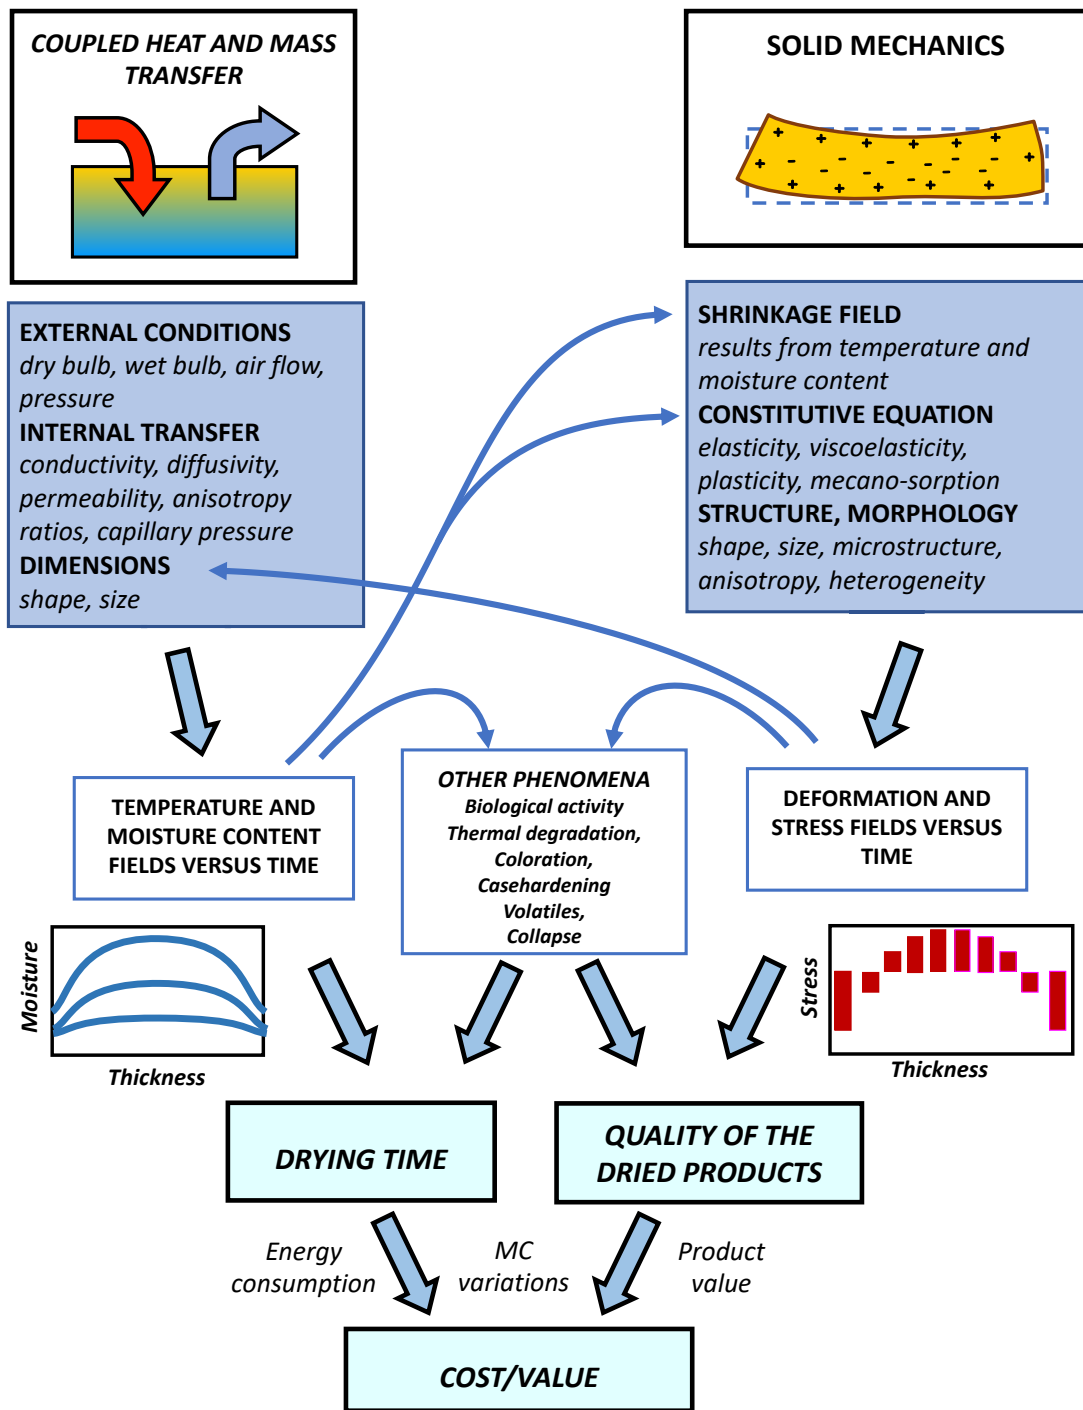 COUPLED HEAT AND MASS
TRANSFER
SOLID MECHANICS
+ + + + + + + + + + + + + + +
- - - - - - - - - - -
EXTERNAL CONDITIONS
dry bulb, wet bulb, air flow,
pressure
INTERNAL TRANSFER
conductivity, diffusivity,
permeability, anisotropy
ratios, capillary pressure
DIMENSIONS
shape, size
SHRINKAGE FIELD
results from temperature and
moisture content
CONSTITUTIVE EQUATION
elasticity, viscoelasticity,
plasticity, mecano-sorption
STRUCTURE, MORPHOLOGY
shape, size, microstructure,
anisotropy, heterogeneity
TEMPERATURE AND
MOISTURE CONTENT
FIELDS VERSUS TIME
OTHER PHENOMENA
Biological activity
Thermal degradation,
Coloration,
Casehardening
Volatiles,
Collapse
DEFORMATION AND
STRESS FIELDS VERSUS
TIME
Moisture
Thickness
Stress
Thickness
DRYING TIME
QUALITY OF THE
DRIED PRODUCTS
Energy
consumption
MC
variations
Product
value
COST/VALUE